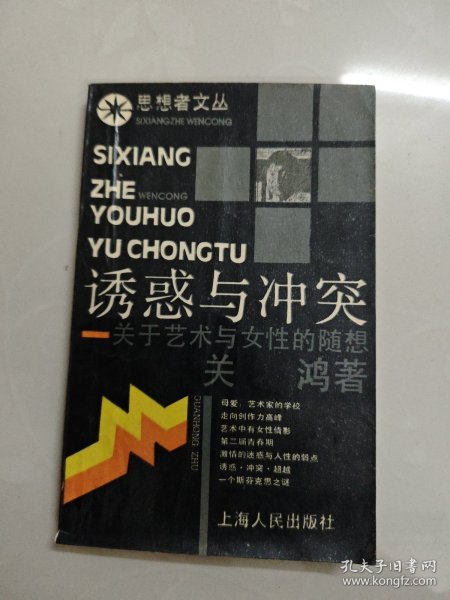 思想者文丛
SIXIANGZHE WENCONG
SIXIANG
ZHE WENCONG
YOUHUO
YU CHONGTU
诱惑与冲突
—关于艺术与女性的随想
关 鸿著
GUANHONG ZHU
母爱：艺术家的学校
走向创作力高峰
艺术中有女性倩影
第二届青春期
激情的迷惑与人性的弱点
诱惑·冲突·超越
一个斯芬克思之谜
上海人民出版社
孔夫子旧书网
www.kongfz.com